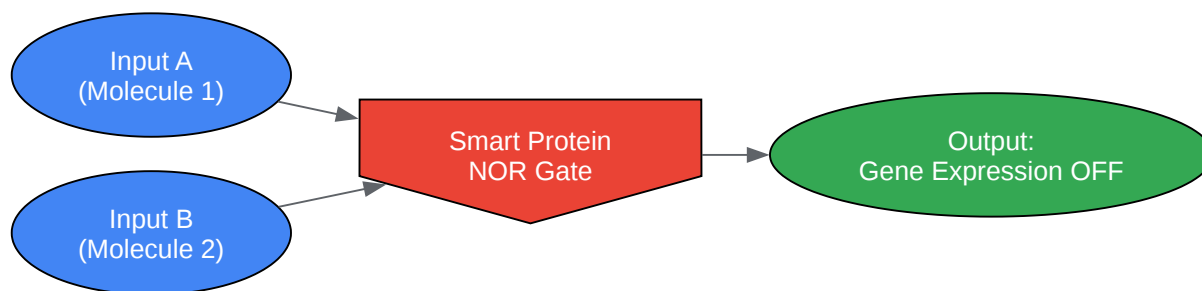 Input A
(Molecule 1)
Input B
(Molecule 2)
Smart Protein
NOR Gate
Output:
Gene Expression OFF